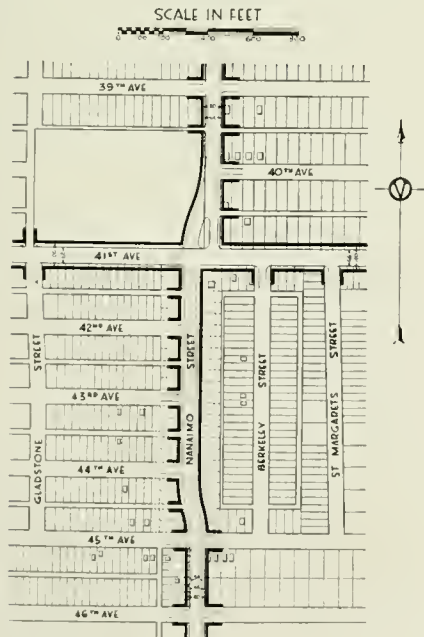 SCALE IN FEET
39TH AVE
40TH AVE
41ST AVE
42ND AVE
STREET
STREET
STREET
STREET
43RD AVE
NANAIMO
BERKELEY
ST MARGARETS
GLADSTONE
44TH AVE
45TH AVE
46TH AVE